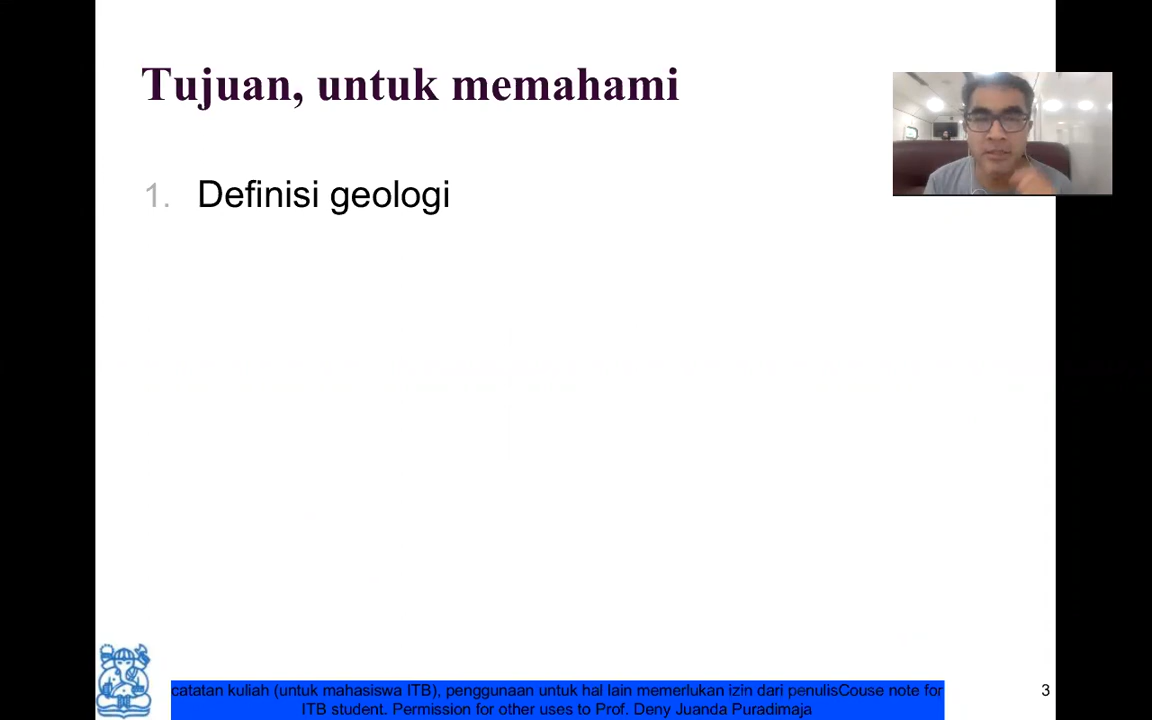 Tujuan, untuk memahami
1. Definisi geologi
catatan kuliah (untuk mahasiswa ITB), penggunaan untuk hal lain memerlukan izin dari penulisCouse note for
ITB student. Permission for other uses to Prof. Deny Juanda Puradimaja
3